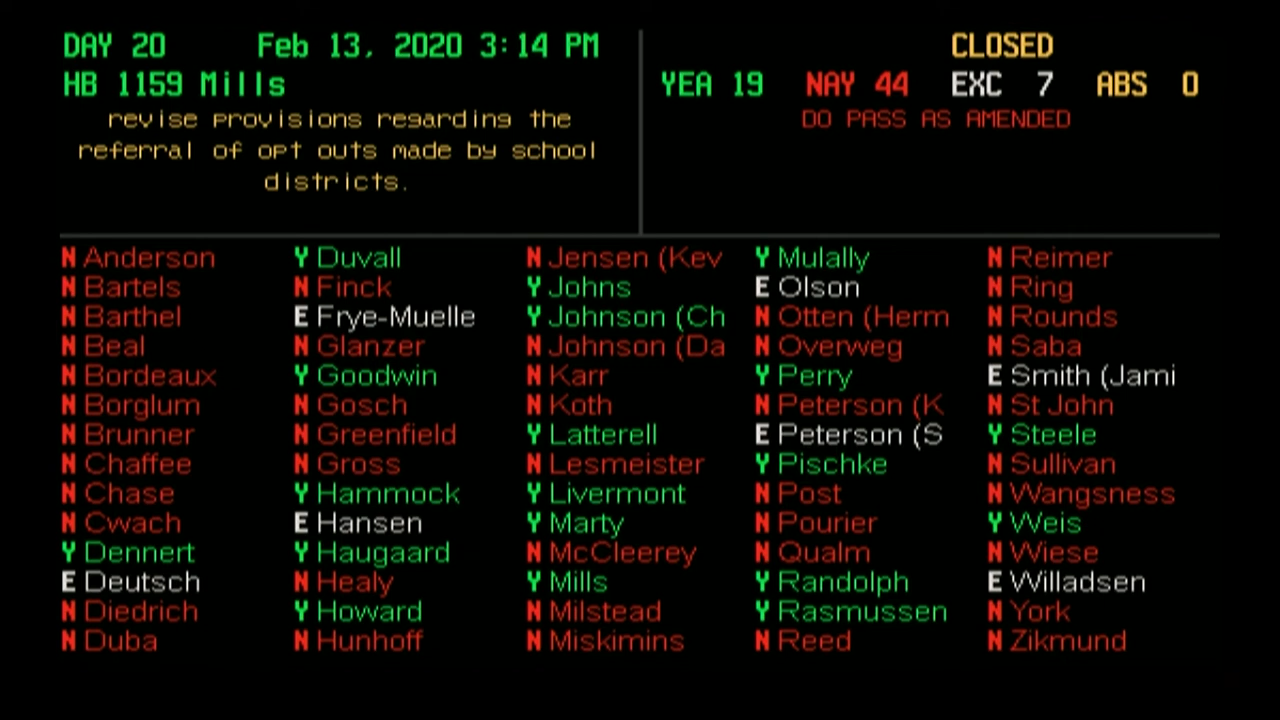 DAY 20 Feb 13, 2020 3:14 PM
HB 1159 Mills
revise provisions regarding the
referral of opt outs made by school
districts.
CLOSED
YEA 19 NAY 44 EXC 7 ABS 0
DO PASS AS AMENDED
N Anderson
N Bartels
N Barthel
N Beal
N Bordeaux
N Borglum
N Brunner
N Chaffee
N Chase
N Cwach
Y Dennert
E Deutsch
N Diedrich
N Duba
Y Duvall
N Finck
E Frye-Muelle
N Glanzer
Y Goodwin
N Gosch
N Greenfield
N Gross
Y Hammock
E Hansen
Y Haugaard
N Healy
Y Howard
N Hunhoff
N Jensen (Kev
Y Johns
Y Johnson (Ch
N Johnson (Da
N Karr
N Koth
Y Latterell
N Lesmeister
Y Livermont
Y Marty
N McCleerey
Y Mills
N Milstead
N Miskimins
Y Mulally
E Olson
N Otten (Herm
N Overweg
Y Perry
N Peterson (K
E Peterson (S
Y Pischke
N Post
N Pourier
N Qualm
Y Randolph
Y Rasmussen
N Reed
N Reimer
N Ring
N Rounds
N Saba
E Smith (Jami
N St John
Y Steele
N Sullivan
N Wangsness
Y Weis
N Wiese
E Willadsen
N York
N Zikmund